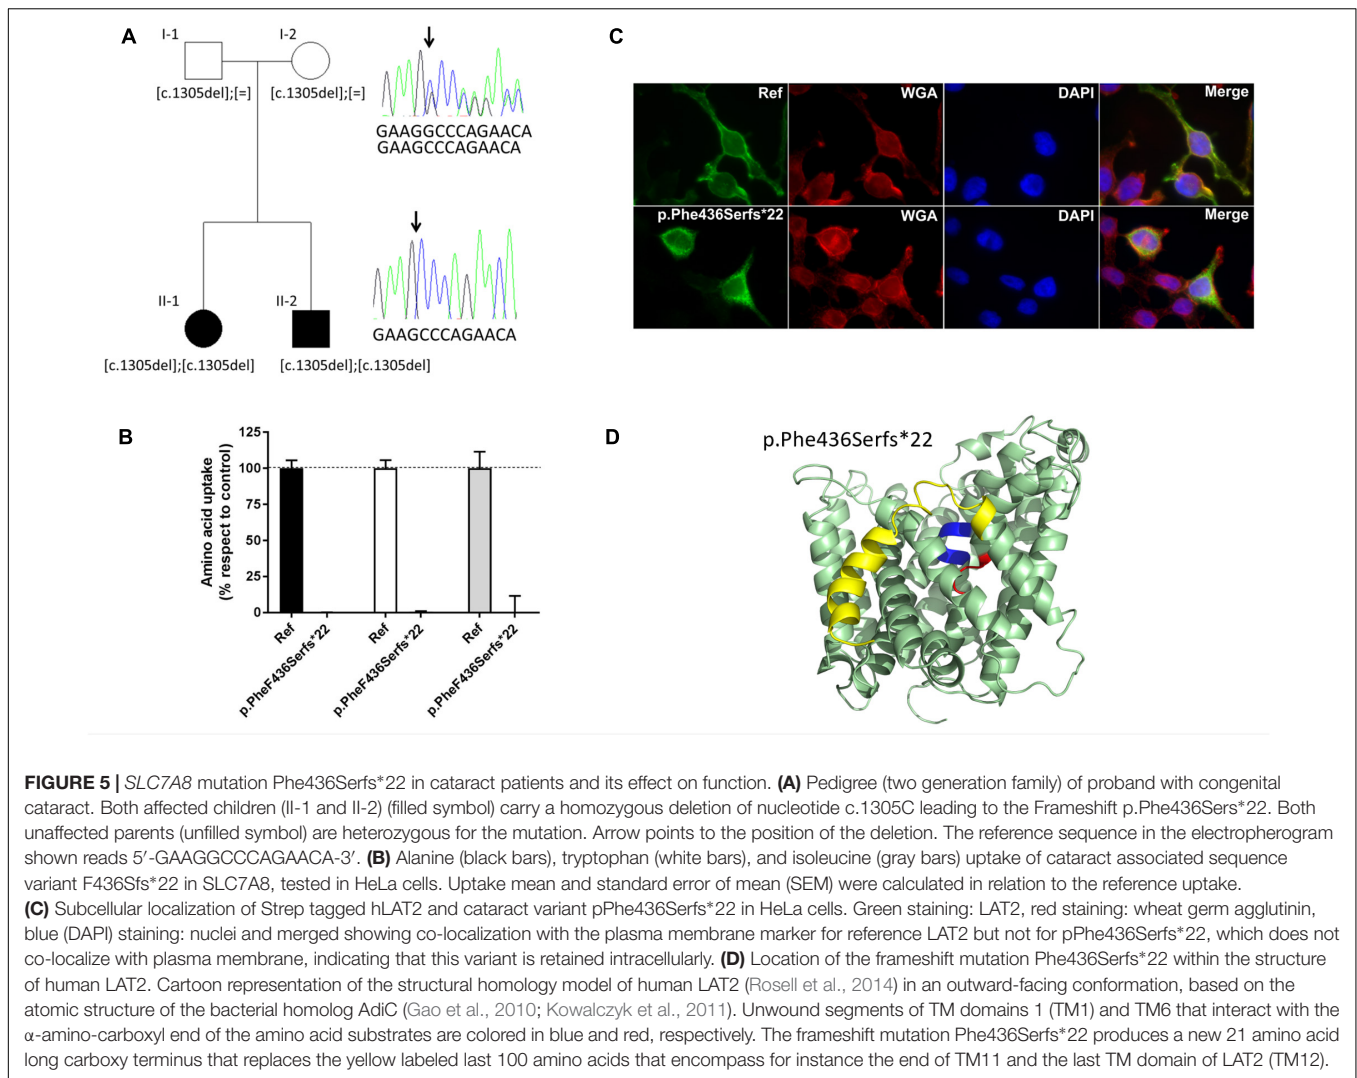 A
I-1
I-2
[c.1305del];[=]
[c.1305del];[=]
GAAGGCCCAGAACA
GAAGCCCAGAACA
II-1
II-2
GAAGCCCAGAACA
[c.1305del];[c.1305del]
[c.1305del];[c.1305del]
C
Ref
WGA
DAPI
Merge
p.Phe436Serfs*22
WGA
DAPI
Merge
B
Amino acid uptake
(% respect to control)
125
100
75
50
25
0
Ref
p.PheF436Serfs*22
Ref
p.PheF436Serfs*22
Ref
p.PheF436Serfs*22
D
p.Phe436Serfs*22
FIGURE 5 | SLC7A8 mutation Phe436Serfs*22 in cataract patients and its effect on function. (A) Pedigree (two generation family) of proband with congenital
cataract. Both affected children (II-1 and II-2) (filled symbol) carry a homozygous deletion of nucleotide c.1305C leading to the Frameshift p.Phe436Sers*22. Both
unaffected parents (unfilled symbol) are heterozygous for the mutation. Arrow points to the position of the deletion. The reference sequence in the electropherogram
shown reads 5′-GAAGGCCCAGAACA-3′. (B) Alanine (black bars), tryptophan (white bars), and isoleucine (gray bars) uptake of cataract associated sequence
variant F436Sfs*22 in SLC7A8, tested in HeLa cells. Uptake mean and standard error of mean (SEM) were calculated in relation to the reference uptake.
(C) Subcellular localization of Strep tagged hLAT2 and cataract variant pPhe436Serfs*22 in HeLa cells. Green staining: LAT2, red staining: wheat germ agglutinin,
blue (DAPI) staining: nuclei and merged showing co-localization with the plasma membrane marker for reference LAT2 but not for pPhe436Serfs*22, which does not
co-localize with plasma membrane, indicating that this variant is retained intracellularly. (D) Location of the frameshift mutation Phe436Serfs*22 within the structure
of human LAT2. Cartoon representation of the structural homology model of human LAT2 (Rosell et al., 2014) in an outward-facing conformation, based on the
atomic structure of the bacterial homolog AdiC (Gao et al., 2010; Kowalczyk et al., 2011). Unwound segments of TM domains 1 (TM1) and TM6 that interact with the
α-amino-carboxyl end of the amino acid substrates are colored in blue and red, respectively. The frameshift mutation Phe436Serfs*22 produces a new 21 amino acid
long carboxy terminus that replaces the yellow labeled last 100 amino acids that encompass for instance the end of TM11 and the last TM domain of LAT2 (TM12).